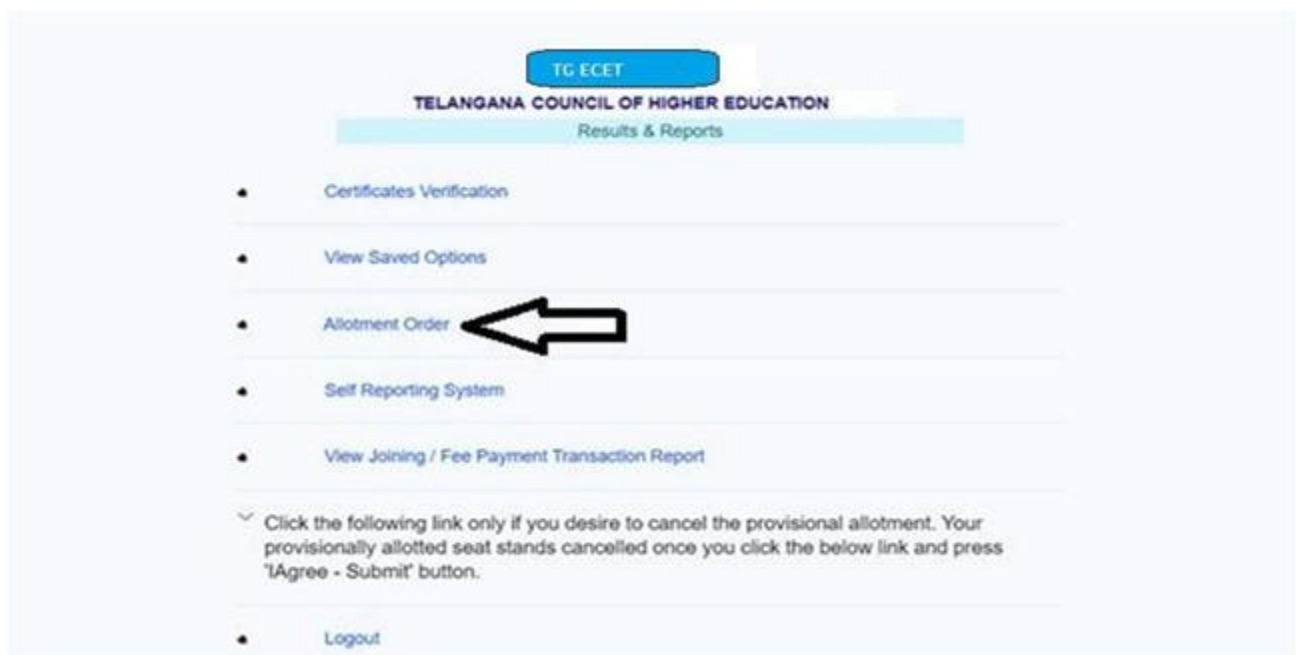 TG ECET
TELANGANA COUNCIL OF HIGHER EDUCATION
Results & Reports
Certificates Verification
View Saved Options
Allotment Order
Self Reporting System
View Joining / Fee Payment Transaction Report
Click the following link only if you desire to cancel the provisional allotment. Your
provisionally allotted seat stands cancelled once you click the below link and press
'IAgree - Submit' button.
Logout